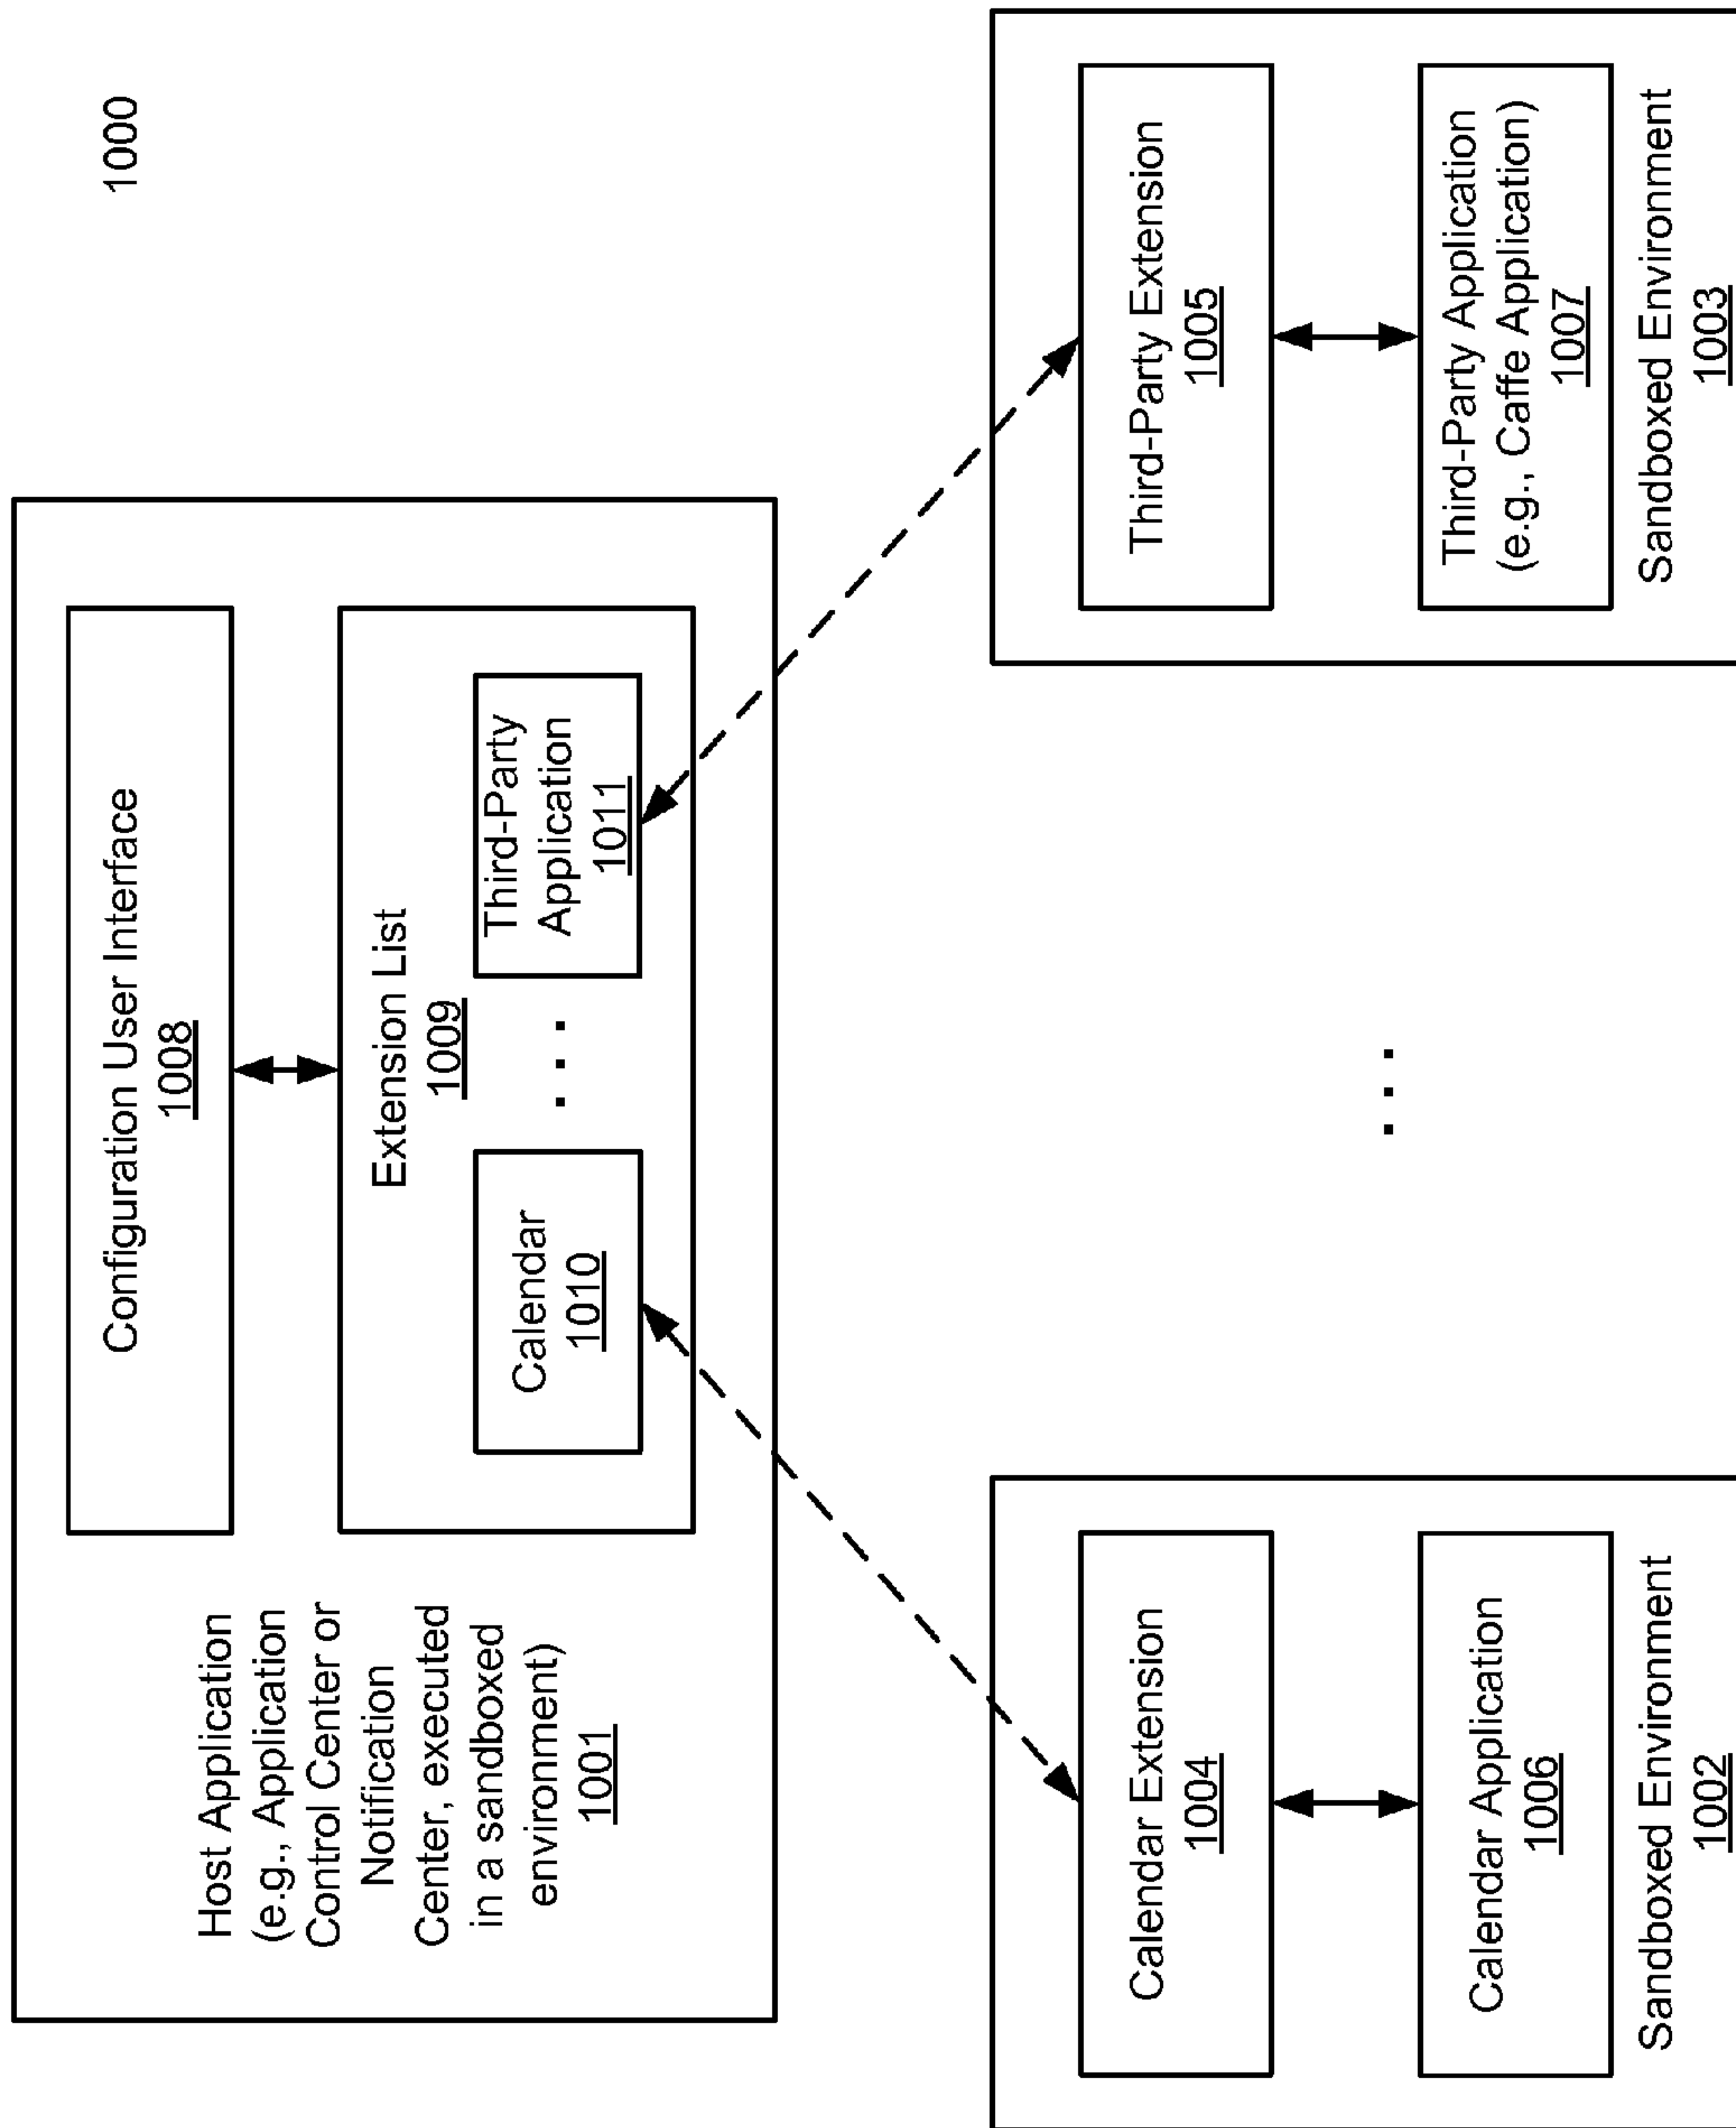 1000
Configuration User Interface
1008
Host Application
(e.g., Application
Control Center or
Notification
Center, executed
in a sandboxed
environment)
1001
Extension List
1009
Calendar
1010
. . .
Third-Party
Application
1011
Calendar Extension
1004
Calendar Application
1006
Sandboxed Environment
1002
. . .
Third-Party Extension
1005
Third-Party Application
(e.g., Caffe Application)
1007
Sandboxed Environment
1003